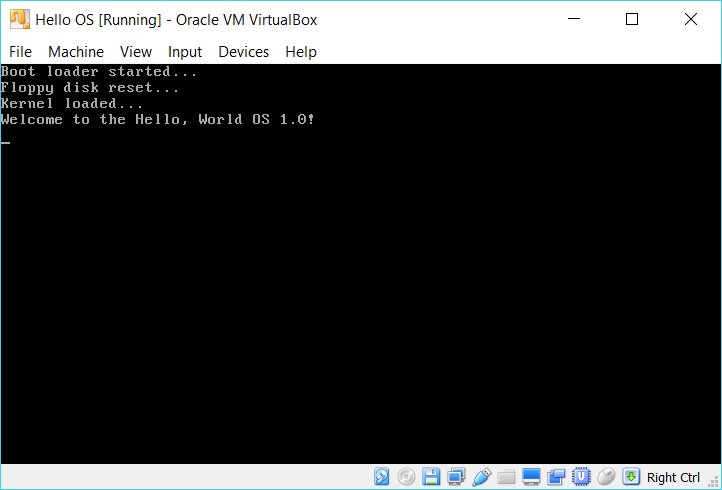 Hello OS [Running] - Oracle VM VirtualBox
File Machine View Input Devices Help
Boot loader started...
Floppy disk reset...
Kernel loaded...
Welcome to the Hello, World OS 1.0!
Right Ctrl